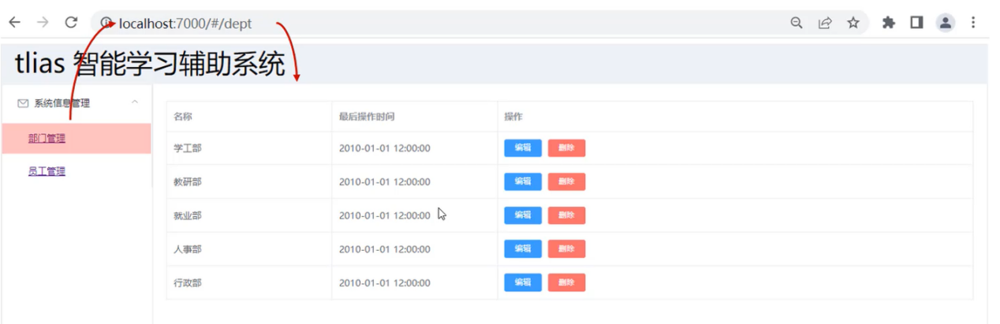 localhost:7000/#/dept
tlias 智能学习辅助系统
系统信息管理
部门管理
员工管理
名称 最后操作时间 操作
学工部 2010-01-01 12:00:00 编辑 删除
教研部 2010-01-01 12:00:00 编辑 删除
就业部 2010-01-01 12:00:00 编辑 删除
人事部 2010-01-01 12:00:00 编辑 删除
行政部 2010-01-01 12:00:00 编辑 删除